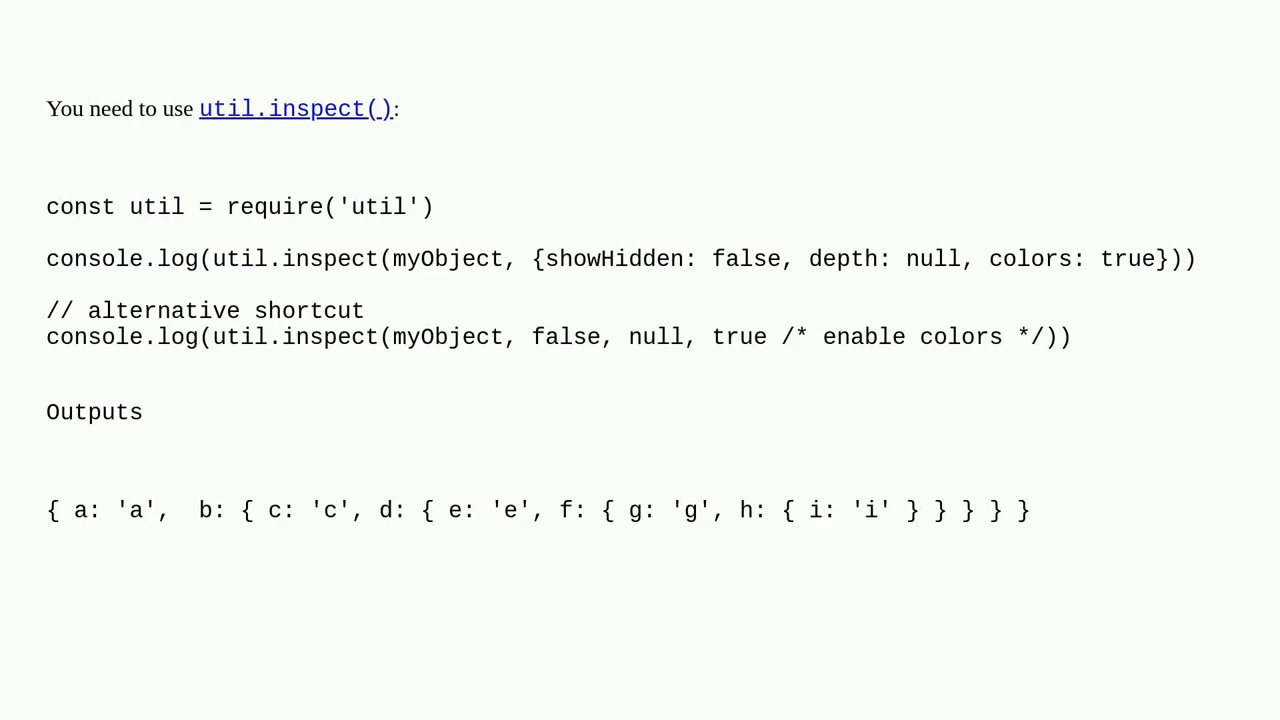 You need to use util.inspect():
const util = require('util')
console.log(util.inspect(myObject, {showHidden: false, depth: null, colors: true}))
// alternative shortcut
console.log(util.inspect(myObject, false, null, true /* enable colors */))
Outputs
{ a: 'a',  b: { c: 'c', d: { e: 'e', f: { g: 'g', h: { i: 'i' } } } } }